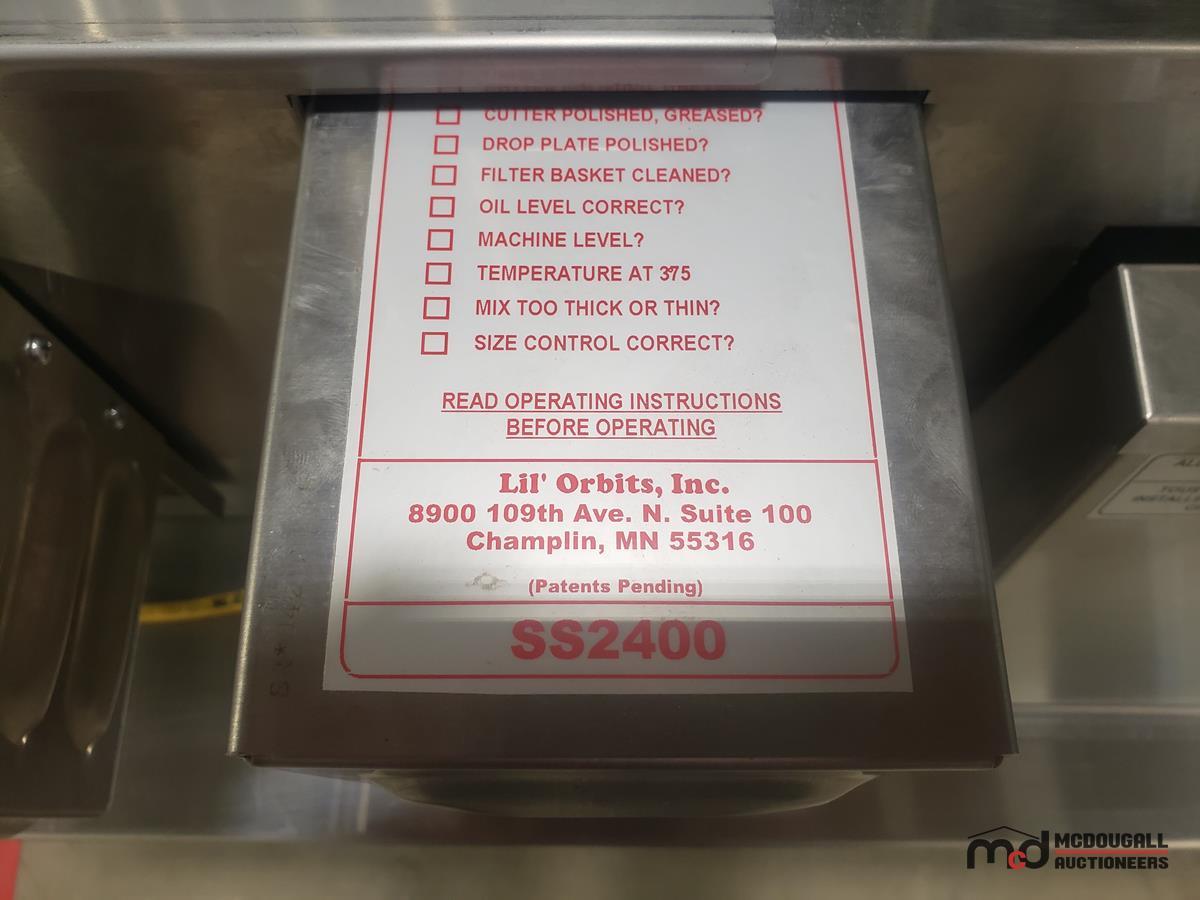 CUTTER POLISHED, GREASED?
DROP PLATE POLISHED?
FILTER BASKET CLEANED?
OIL LEVEL CORRECT?
MACHINE LEVEL?
TEMPERATURE AT 375
MIX TOO THICK OR THIN?
SIZE CONTROL CORRECT?
READ OPERATING INSTRUCTIONS
BEFORE OPERATING
Lil' Orbits, Inc.
8900 109th Ave. N. Suite 100
Champlin, MN 55316
(Patents Pending)
SS2400
mcd MCDOUGALL
AUCTIONEERS